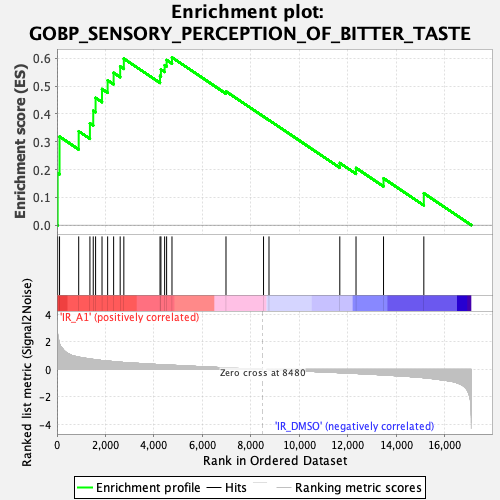 Enrichment plot:
GOBP_SENSORY_PERCEPTION_OF_BITTER_TASTE
Enrichment score (ES)
0.6
0.5
0.4
0.3
0.2
0.1
0.0
Ranked list metric (Signal2Noise)
'IR_A1' (positively correlated)
4
2
0
-2
-4
Zero cross at 8480
'IR_DMSO' (negatively correlated)
0 2,000 4,000 6,000 8,000 10,000 12,000 14,000 16,000
Rank in Ordered Dataset
Enrichment profile Hits Ranking metric scores